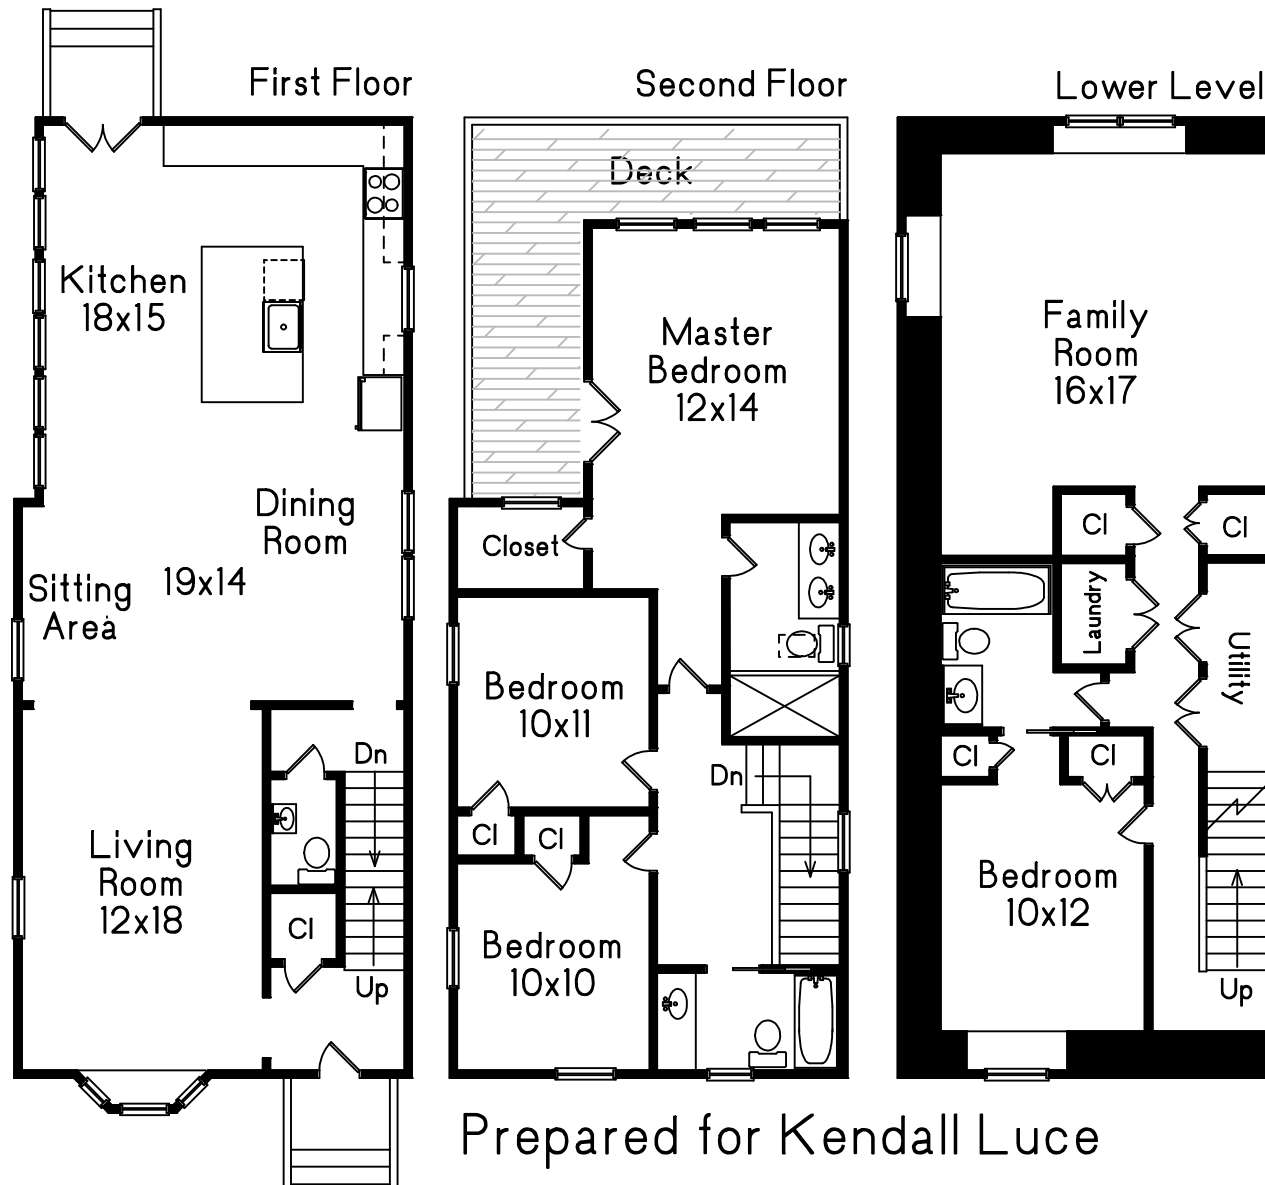 First Floor
Kitchen
18x15
Dining
Room
19x14
Sitting
Area
Dn
Living
Room
12x18
Cl
Up
Second Floor
Deck
Master
Bedroom
12x14
Closet
Bedroom
10x11
Dn
Cl
Cl
Bedroom
10x10
Lower Level
Family
Room
16x17
Cl
Cl
Laundry
Utility
Cl
Cl
Bedroom
10x12
Up
Prepared for Kendall Luce